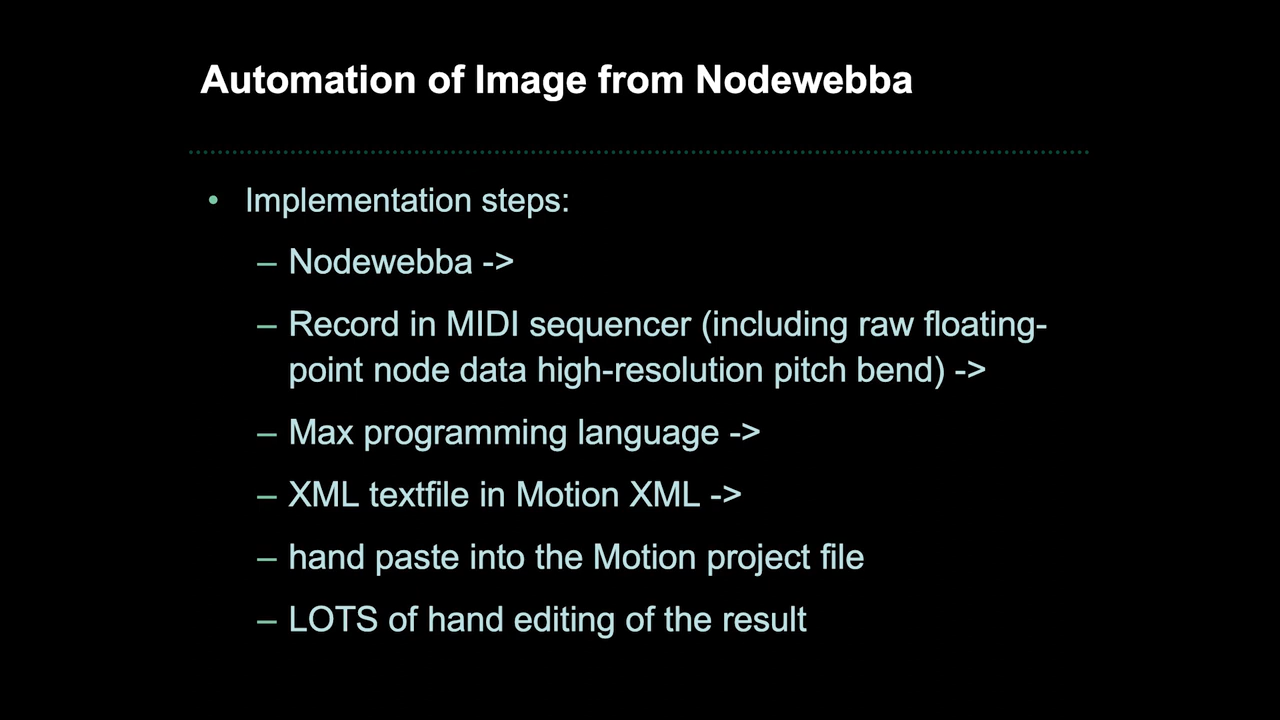 Automation of Image from Nodewebba
• Implementation steps:
– Nodewebba ->
– Record in MIDI sequencer (including raw floating-
point node data high-resolution pitch bend) ->
– Max programming language ->
– XML textfile in Motion XML ->
– hand paste into the Motion project file
– LOTS of hand editing of the result